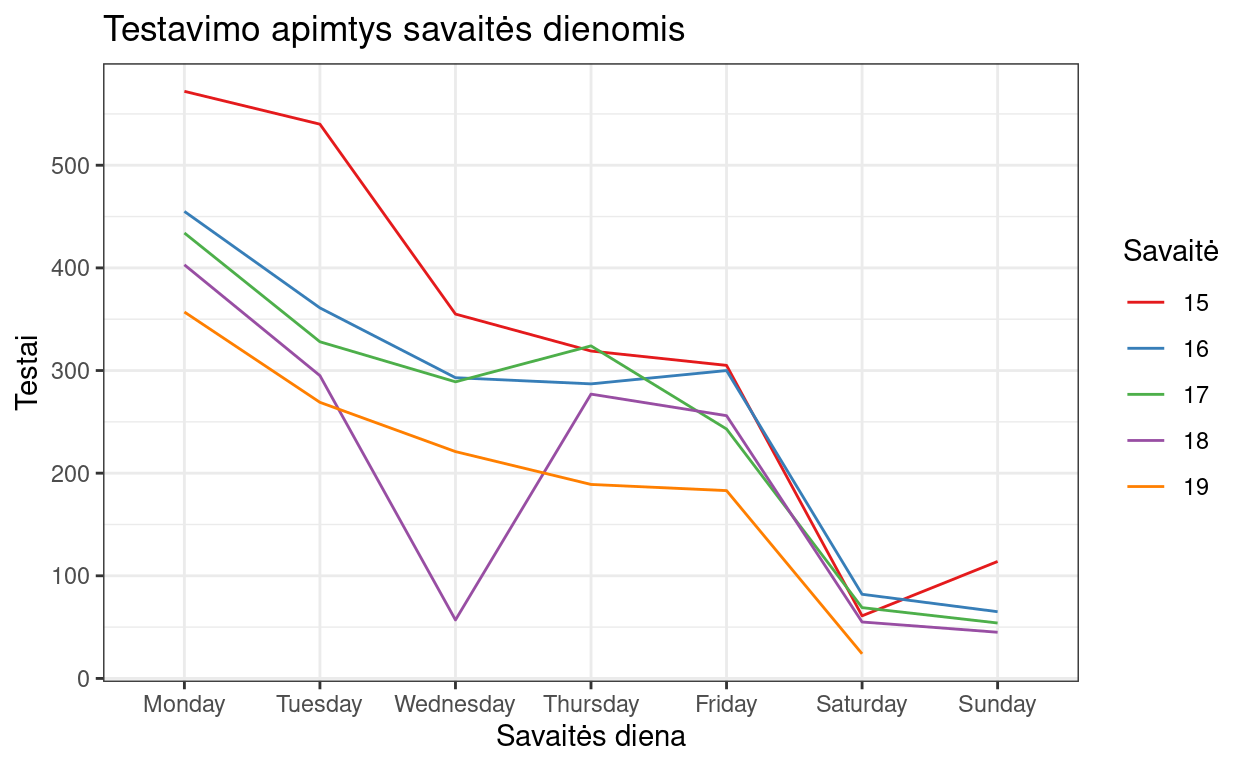 Testavimo apimtys savaitės dienomis
Testai
500
400
300
200
100
0
Monday Tuesday Wednesday Thursday Friday Saturday Sunday
Savaitės diena
Savaitė
15
16
17
18
19